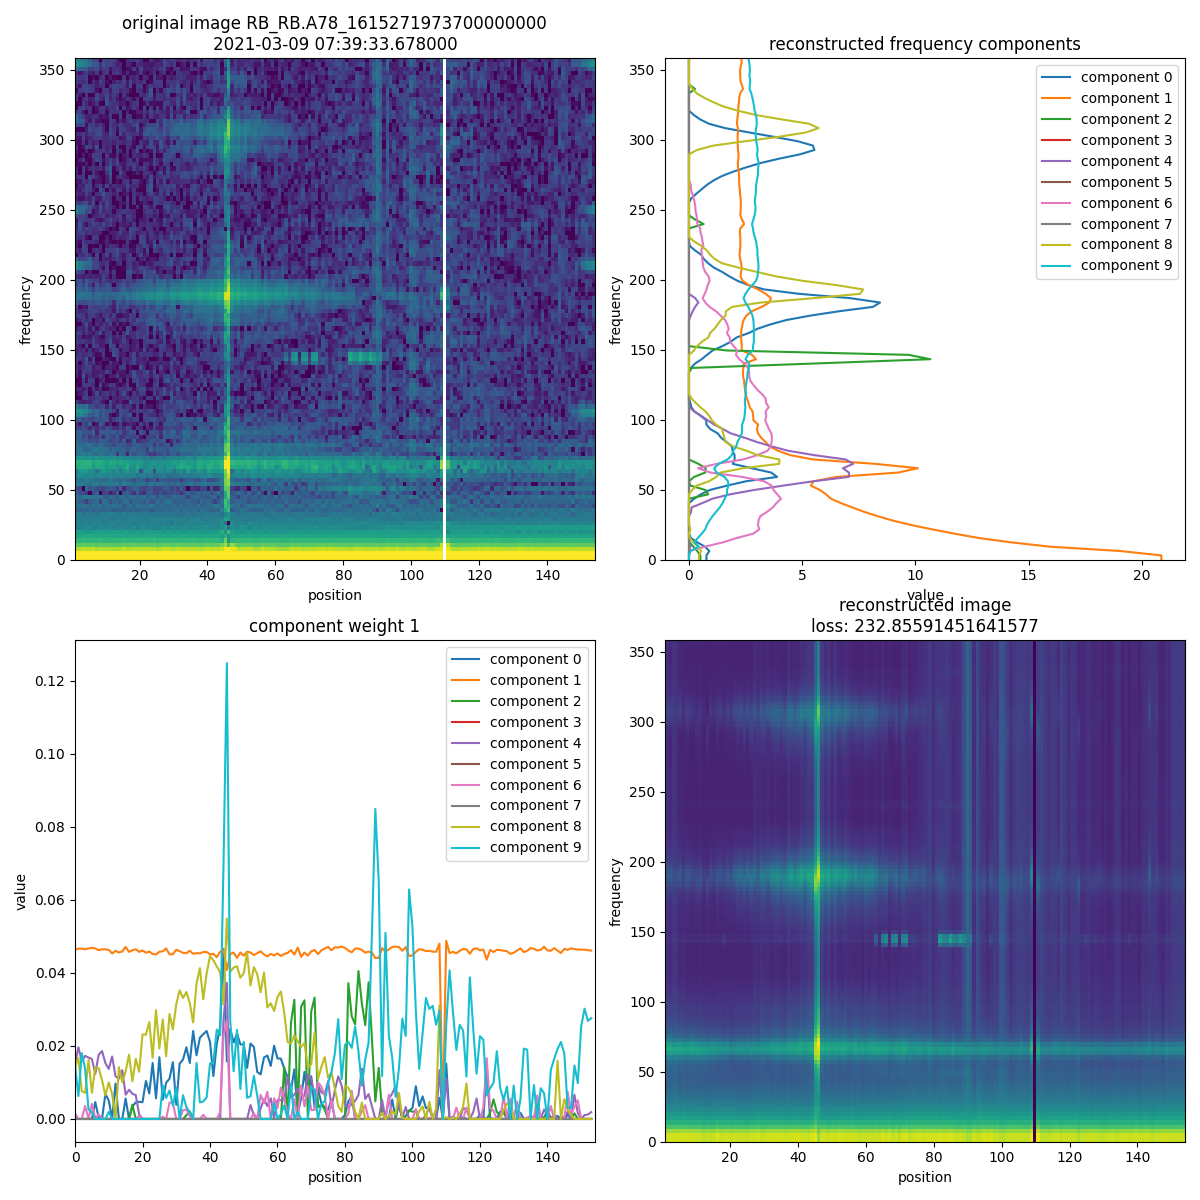 original image RB_RB.A78_1615271973700000000
2021-03-09 07:39:33.678000
350
300
250
200
150
100
50
0
frequency
20
40
60
80
100
120
140
position
reconstructed frequency components
350
300
250
200
150
100
50
0
frequency
0
5
10
15
20
value
component 0
component 1
component 2
component 3
component 4
component 5
component 6
component 7
component 8
component 9
component weight 1
0.12
0.10
0.08
0.06
0.04
0.02
0.00
value
0
20
40
60
80
100
120
140
position
component 0
component 1
component 2
component 3
component 4
component 5
component 6
component 7
component 8
component 9
reconstructed image
loss: 232.85591451641577
350
300
250
200
150
100
50
0
frequency
20
40
60
80
100
120
140
position